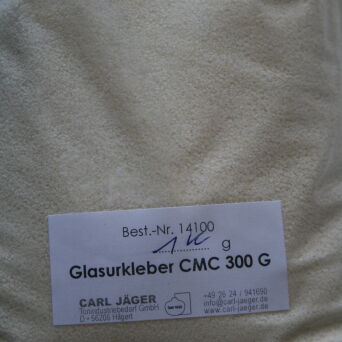 Best.-Nr. 14100
1 k g
Glasurkleber CMC 300 G
CARL JÄGER
Tonindustriebedarf GmbH
D - 56206 Hilgert
+49 26 24 / 941690
info@carl-jaeger.de
www.carl-jaeger.de